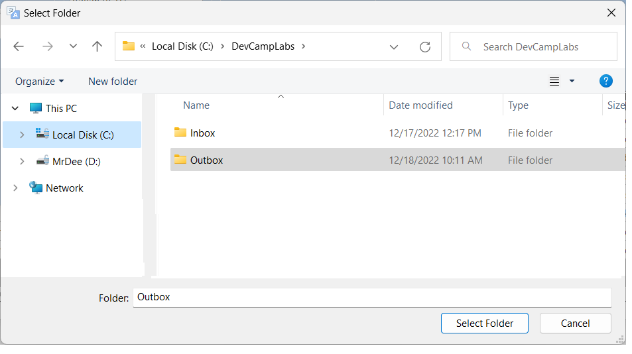 Select Folder
« Local Disk (C:) > DevCampLabs >
Search DevCampLabs
Organize New folder ?
Name Date modified Type Size
This PC
Local Disk (C:)
MrDee (D:)
Network
Inbox 12/17/2022 12:17 PM File folder
Outbox 12/18/2022 10:11 AM File folder
Folder: Outbox
Select Folder Cancel